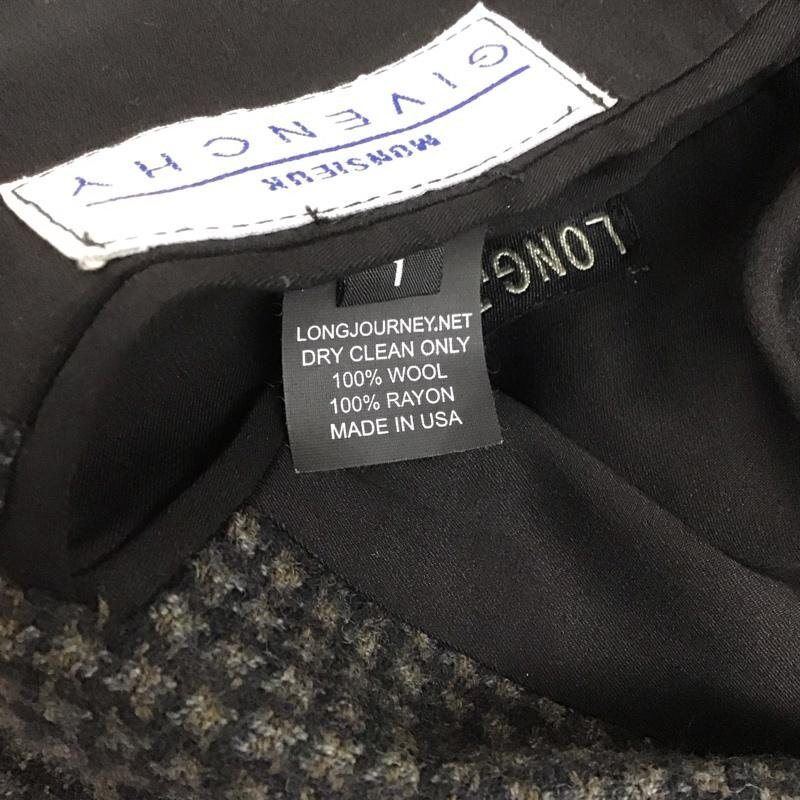 GIVENCHY
MONSIEUR
LONG
1
LONGJOURNEY.NET
DRY CLEAN ONLY
100% WOOL
100% RAYON
MADE IN USA